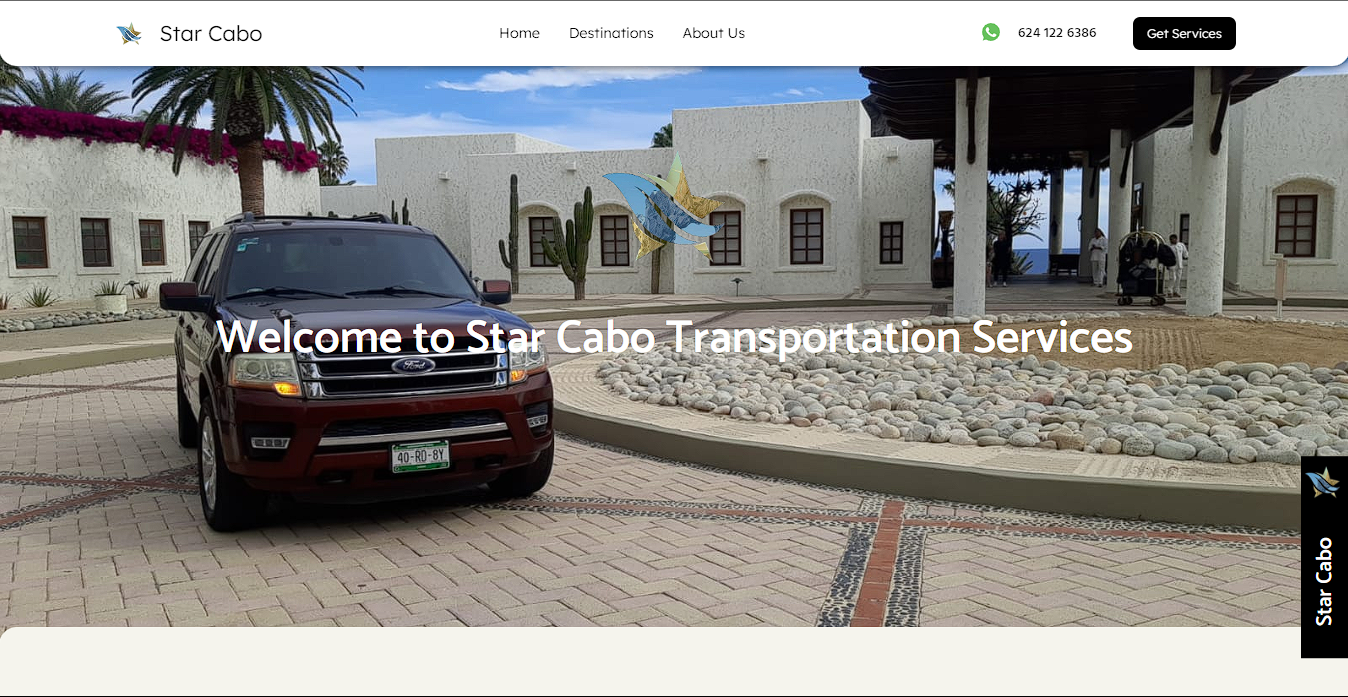 Star Cabo
Home
Destinations
About Us
624 122 6386
Get Services
Welcome to Star Cabo Transportation Services
Ford
40-RD-8Y
Star Cabo